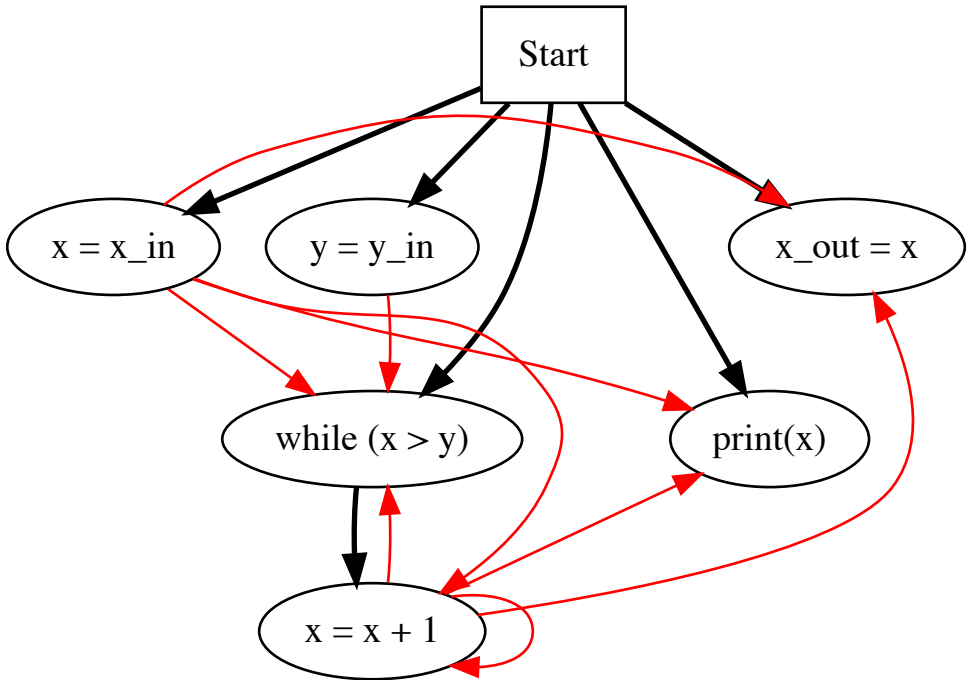 Start
x = x_in
y = y_in
x_out = x
while (x > y)
print(x)
x = x + 1